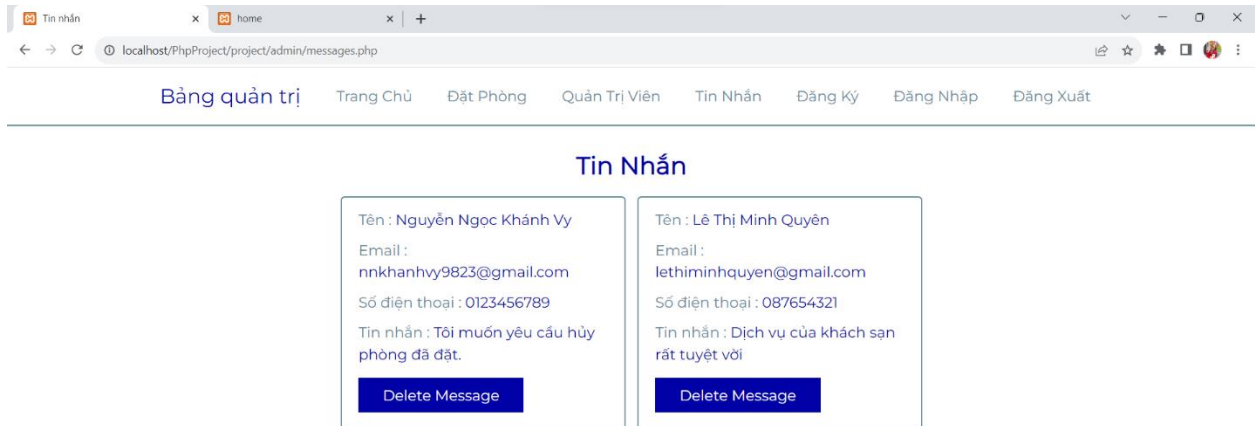 Tin nhắn
home
localhost/PhpProject/project/admin/messages.php
Bảng quản trị Trang Chủ Đặt Phòng Quản Trị Viên Tin Nhắn Đăng Ký Đăng Nhập Đăng Xuất
Tin Nhắn
Tên : Nguyễn Ngọc Khánh Vy
Email :
nnkhanhvy9823@gmail.com
Số điện thoại : 0123456789
Tin nhắn : Tôi muốn yêu cầu hủy
phòng đã đặt.
Delete Message
Tên : Lê Thị Minh Quyên
Email :
lethiminhquyen@gmail.com
Số điện thoại : 087654321
Tin nhắn : Dịch vụ của khách sạn
rất tuyệt vời
Delete Message